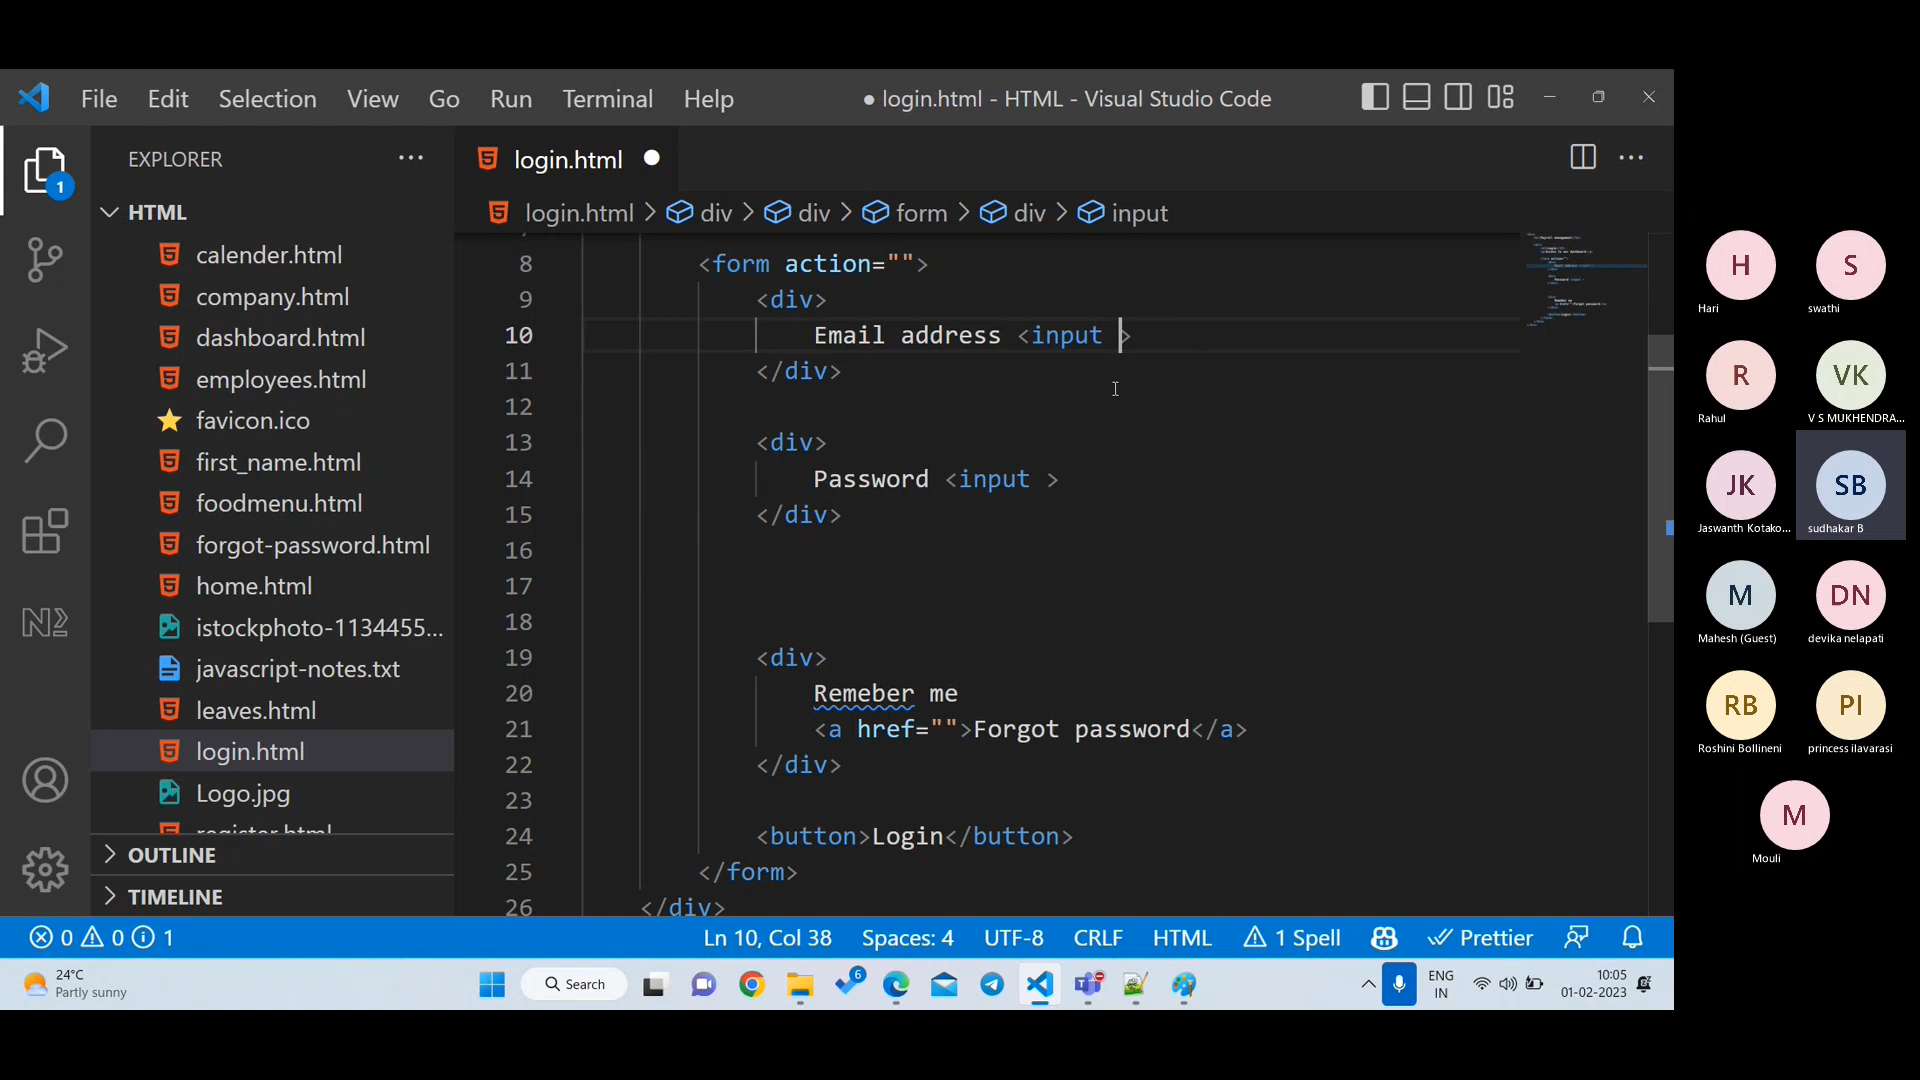 File Edit Selection View Go Run Terminal Help
● login.html - HTML - Visual Studio Code
EXPLORER
1
HTML
calender.html
company.html
dashboard.html
employees.html
favicon.ico
first_name.html
foodmenu.html
forgot-password.html
home.html
istockphoto-1134455...
javascript-notes.txt
leaves.html
login.html
Logo.jpg
register.html
OUTLINE
TIMELINE
login.html
login.html > div > div > form > div > input
8 <form action="">
9 <div>
10 Email address <input >
11 </div>
12
13 <div>
14 Password <input >
15 </div>
16
17
18
19 <div>
20 Remeber me
21 <a href="">Forgot password</a>
22 </div>
23
24 <button>Login</button>
25 </form>
26 </div>
0 0 1
Ln 10, Col 38 Spaces: 4 UTF-8 CRLF HTML 1 Spell Prettier
24°C
Partly sunny
Search
6
ENG
IN
10:05
01-02-2023
H
Hari
S
swathi
R
Rahul
VK
V S MUKHENDRA...
JK
Jaswanth Kotako...
SB
sudhakar B
M
Mahesh (Guest)
DN
devika nelapati
RB
Roshini Bollineni
PI
princess ilavarasi
M
Mouli